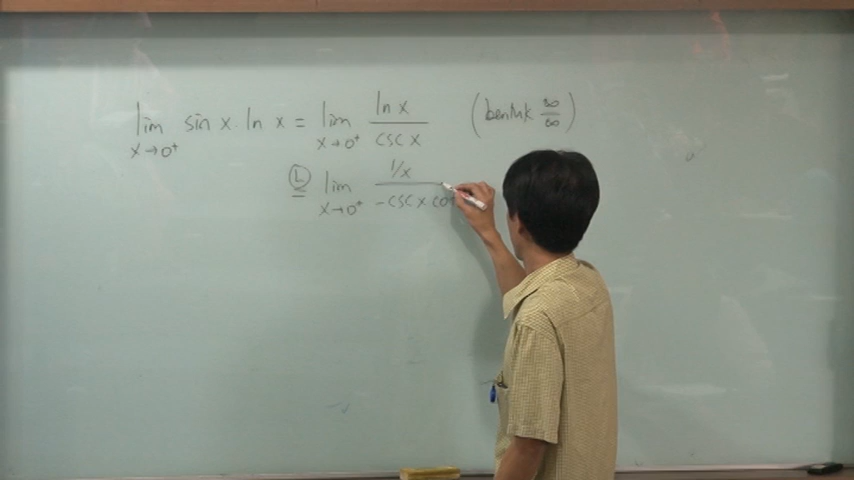 lim x→0⁺ sin x · ln x = lim x→0⁺ ln x / csc x (bentuk ∞/∞)
Ⓛ= lim x→0⁺ 1/x / -csc x co